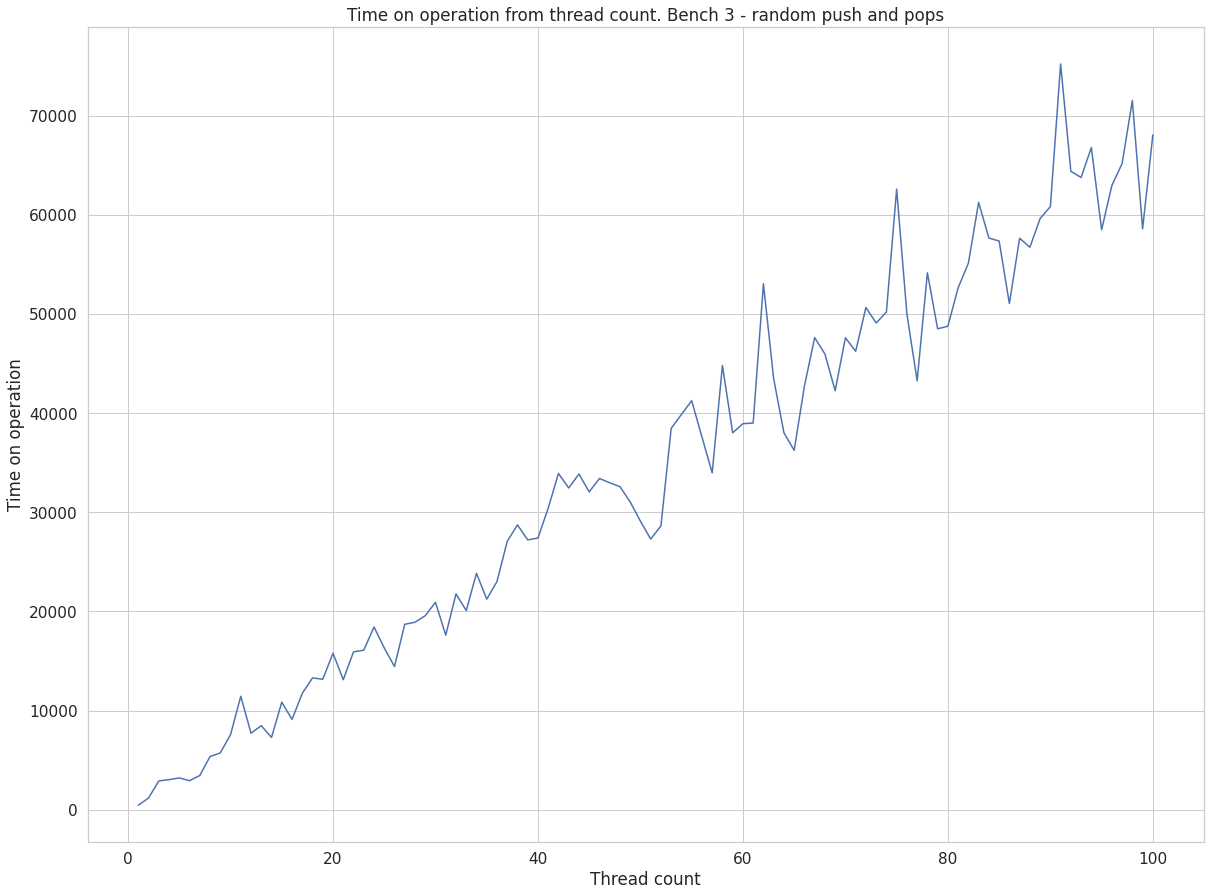 Time on operation from thread count. Bench 3 - random push and pops
70000
60000
50000
40000
30000
20000
10000
0
Time on operation
0 20 40 60 80 100
Thread count